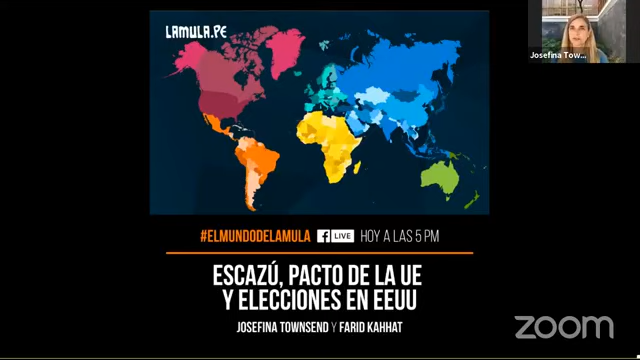 LAMULA.PE
Josefina Tow...
#ELMUNDODELAMULA f LIVE HOY A LAS 5 PM
ESCAZÚ, PACTO DE LA UE
Y ELECCIONES EN EEUU
JOSEFINA TOWNSEND Y FARID KAHHAT
zoom